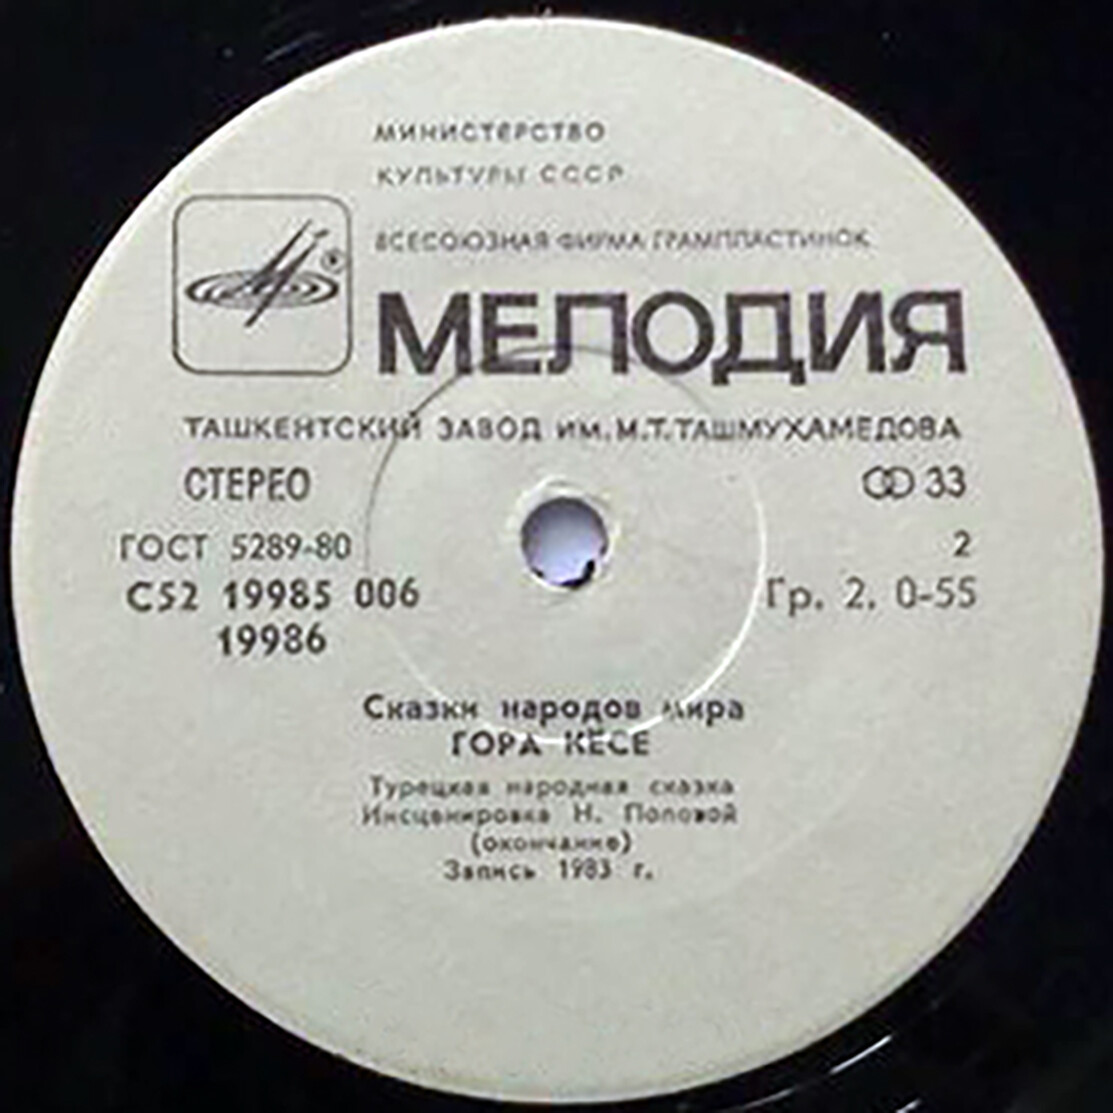 МИНИСТЕРСТВО
КУЛЬТУРЫ СССР
ВСЕСОЮЗНАЯ ФИРМА ГРАМПЛАСТИНОК
МЕЛОДИЯ
ТАШКЕНТСКИЙ ЗАВОД ИМ. М.Т.ТАШМУХАМЕДОВА
СТЕРЕО 33
ГОСТ 5289-80 2
С52 19985 006 Гр. 2. 0-55
19986
Сказки народов мира
ГОРА КЁСЕ
Турецкая народная сказка
Инсценировка Н. Поповой
(окончание)
Запись 1983 г.